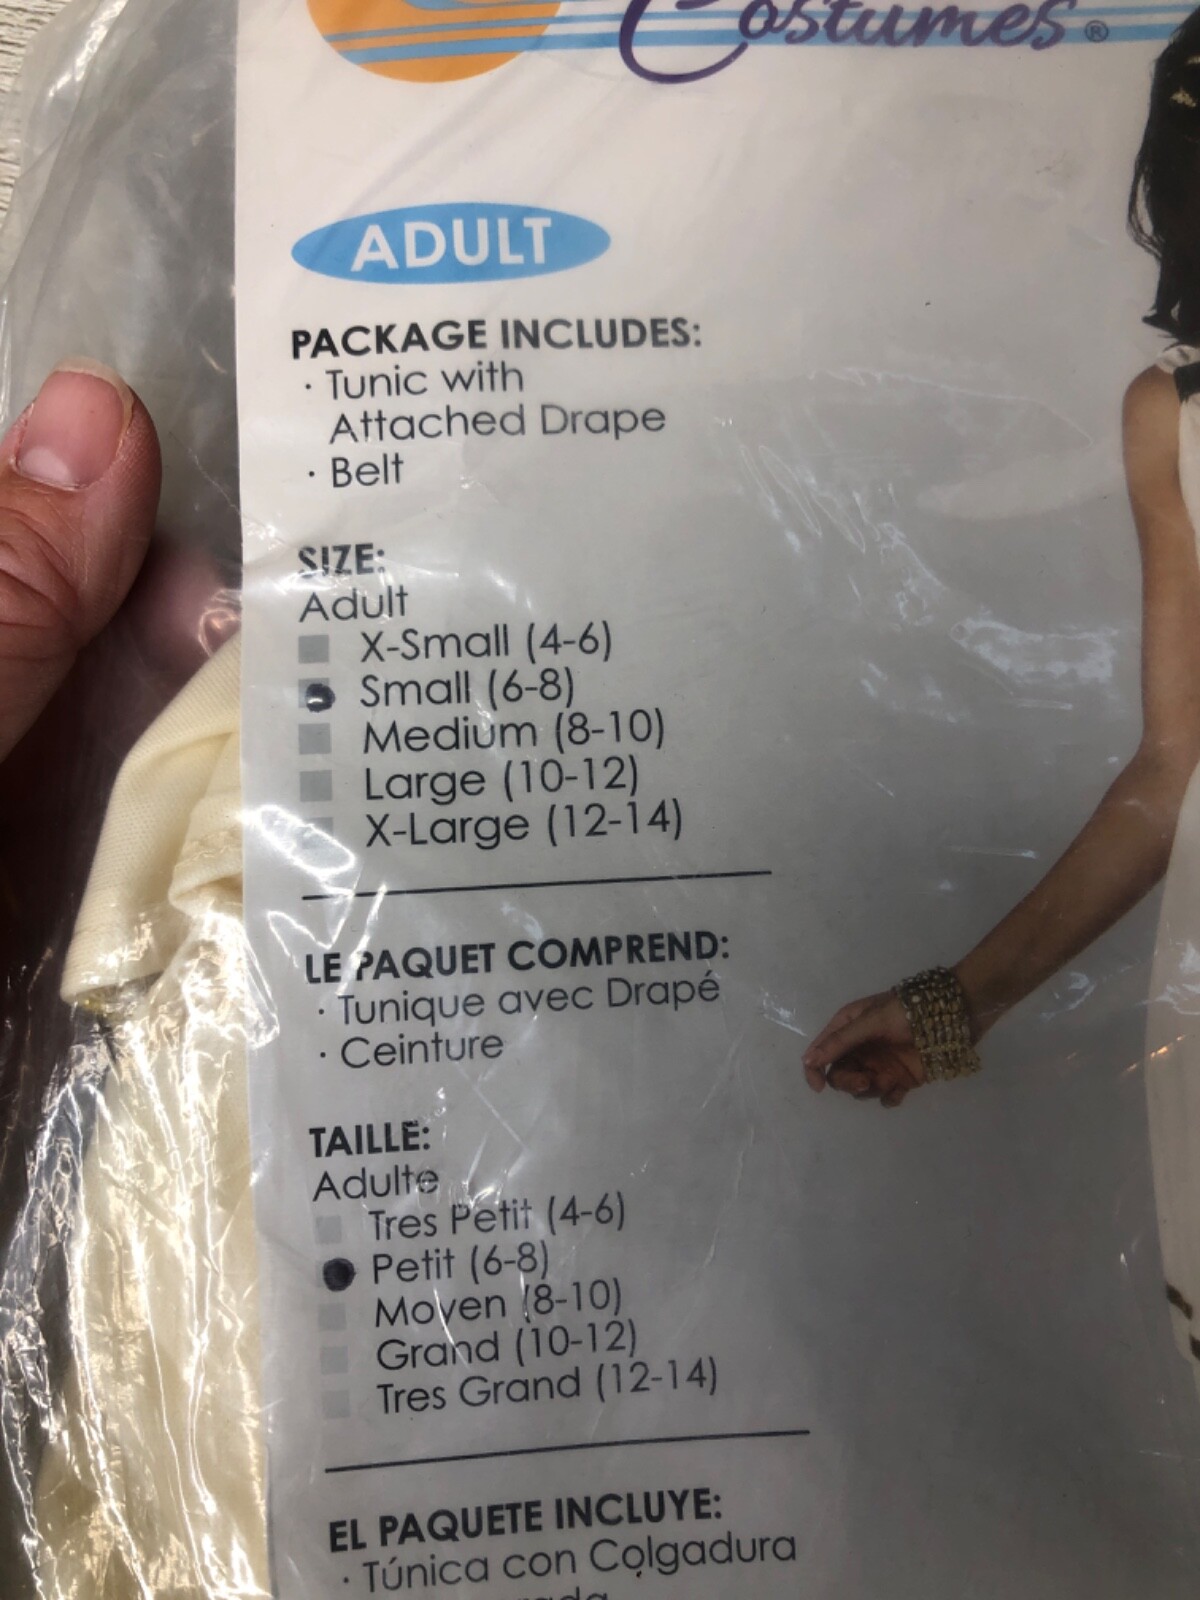 Costumes®
ADULT
PACKAGE INCLUDES:
· Tunic with
Attached Drape
· Belt
SIZE:
Adult
X-Small (4-6)
Small (6-8)
Medium (8-10)
Large (10-12)
X-Large (12-14)
LE PAQUET COMPREND:
· Tunique avec Drapé
· Ceinture
TAILLE:
Adulte
Tres Petit (4-6)
Petit (6-8)
Moyen (8-10)
Grand (10-12)
Tres Grand (12-14)
EL PAQUETE INCLUYE:
· Túnica con Colgadura